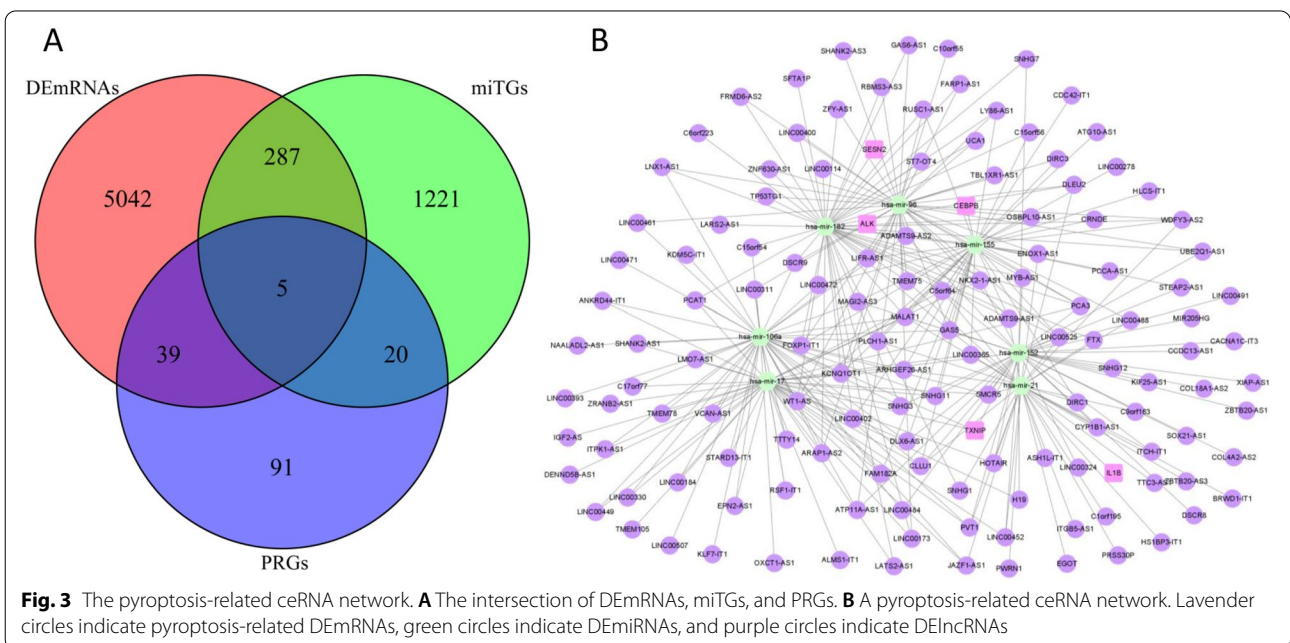 A
DEmRNAs
miTGs
287
5042
1221
5
39
20
91
PRGs
B
SHANK2-AS3
GAS6-AS1
C10orf55
SNHG7
SFTA1P
RBMS3-AS3
FARP1-AS1
CDC42-IT1
FRMD6-AS2
ZFY-AS1
RUSC1-AS1
LY86-AS1
C6orf223
LINC00400
UCA1
C15orf56
ATG10-AS1
SESN2
LNX1-AS1
ZNF630-AS1
LINC00114
ST7-OT4
TBL1XR1-AS1
DIRC3
LINC00278
TP53TG1
DLEU2
HLCS-IT1
hsa-mir-96
CEBPB
LINC00461
LARS2-AS1
hsa-mir-182
ALK
OSBPL10-AS1
CRNDE
WDFY3-AS2
C15orf54
ADAMTS9-AS2
hsa-mir-155
KDM5C-IT1
LIFR-AS1
ENOX1-AS1
UBE2Q1-AS1
LINC00471
DSCR9
LINC00472
TMEM75
NKX2-1-AS1
MYB-AS1
PCCA-AS1
ANKRD44-IT1
PCAT1
LINC00311
MAGI2-AS3
C5orf64
STEAP2-AS1
LINC00491
MALAT1
ADAMTS9-AS1
PCA3
LINC00488
MIR205HG
hsa-mir-106a
GAS5
LINC00525
FTX
CACNA1C-IT3
NAALADL2-AS1
SHANK2-AS1
FOXP1-IT1
PLCH1-AS1
LINC00365
hsa-mir-152
CCDC13-AS1
LMO7-AS1
KCNQ1OT1
ARHGEF26-AS1
SNHG12
C17orf77
hsa-mir-17
hsa-mir-21
KIF25-AS1
COL18A1-AS2
XIAP-AS1
LINC00393
ZRANB2-AS1
WT1-AS
SNHG3
SNHG11
SMCR5
DIRC1
C9orf163
ZBTB20-AS1
TMEM78
VCAN-AS1
LINC00402
TXNIP
CYP1B1-AS1
SOX21-AS1
IGF2-AS
ITPK1-AS1
TTTY14
DLX6-AS1
ITCH-IT1
COL4A2-AS2
DENND5B-AS1
STARD13-IT1
ARAP1-AS2
FAM182A
CLLU1
HOTAIR
ASH1L-IT1
LINC00324
IL1B
TTC3-AS1
ZBTB20-AS3
LINC00184
RSF1-IT1
SNHG1
H19
BRWD1-IT1
LINC00330
LINC00449
EPN2-AS1
ATP11A-AS1
LINC00484
C1orf195
DSCR8
TMEM105
PVT1
ITGB5-AS1
LINC00507
KLF7-IT1
LINC00173
LINC00452
HS1BP3-IT1
OXCT1-AS1
ALMS1-IT1
LATS2-AS1
JAZF1-AS1
PWRN1
EGOT
PRSS30P
Fig. 3 The pyroptosis-related ceRNA network. A The intersection of DEmRNAs, miTGs, and PRGs. B A pyroptosis-related ceRNA network. Lavender
circles indicate pyroptosis-related DEmRNAs, green circles indicate DEmiRNAs, and purple circles indicate DElncRNAs